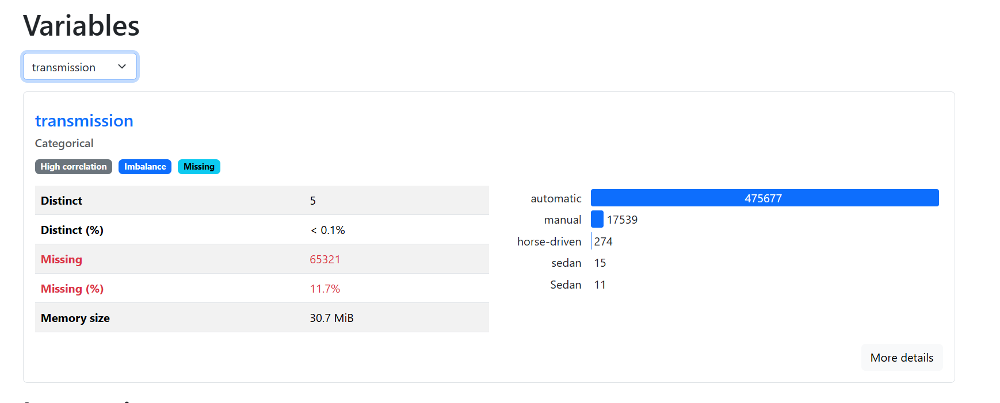 Variables
transmission
transmission
Categorical
High correlation Imbalance Missing
Distinct 5
Distinct (%) < 0.1%
Missing 65321
Missing (%) 11.7%
Memory size 30.7 MiB
automatic 475677
manual 17539
horse-driven 274
sedan 15
Sedan 11
More details